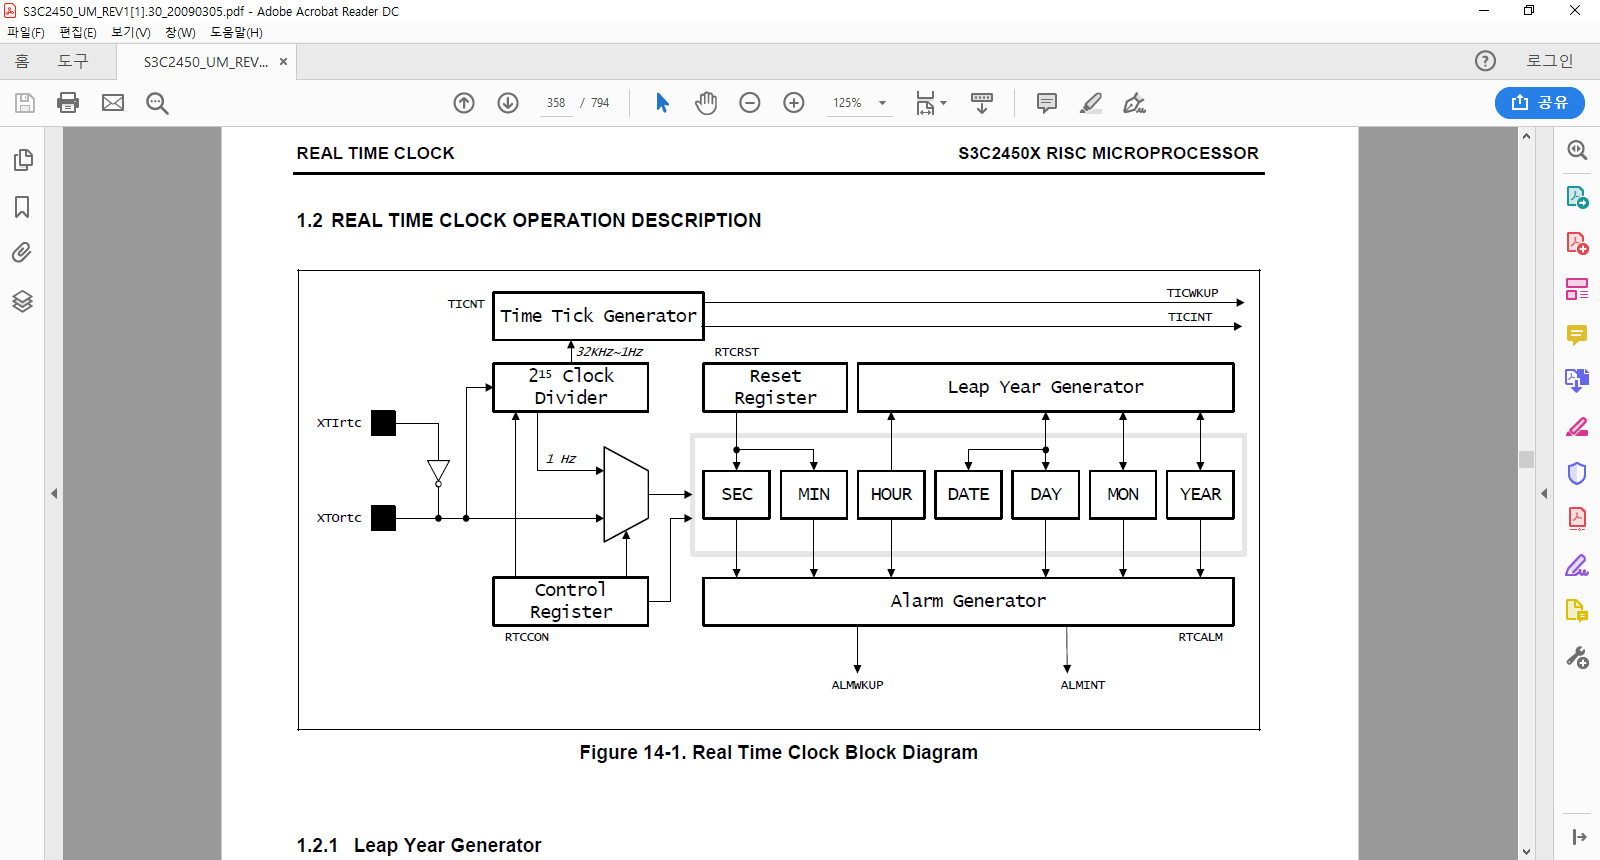 S3C2450_UM_REV1[1].30_20090305.pdf - Adobe Acrobat Reader DC
파일(F) 편집(E) 보기(V) 창(W) 도움말(H)
홈 도구 S3C2450_UM_REV... × ? 로그인
358 / 794 125% 공유
REAL TIME CLOCK S3C2450X RISC MICROPROCESSOR
1.2 REAL TIME CLOCK OPERATION DESCRIPTION
TICNT Time Tick Generator TICWKUP
TICINT
32KHz~1Hz RTCRST
2¹⁵ Clock Divider
Reset Register
Leap Year Generator
XTIrtc
1 Hz
SEC MIN HOUR DATE DAY MON YEAR
XTOrtc
Control Register
Alarm Generator
RTCCON RTCALM
ALMWKUP ALMINT
Figure 14-1. Real Time Clock Block Diagram
1.2.1 Leap Year Generator